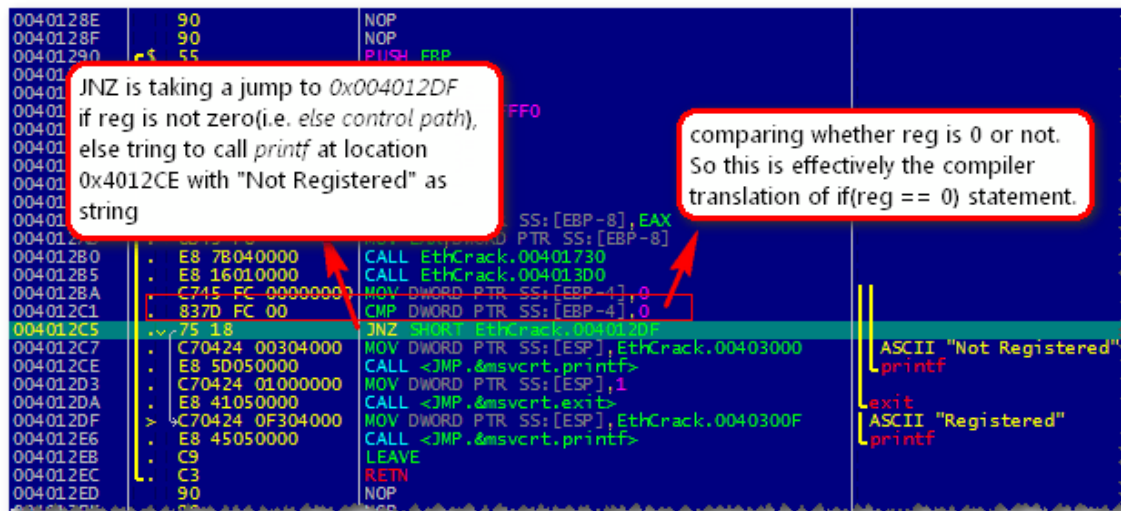 0040128E 90 NOP
0040128F 90 NOP
00401290 $ 55 PUSH EBP
JNZ is taking a jump to 0x004012DF
if reg is not zero(i.e. else control path),
else tring to call printf at location
0x4012CE with "Not Registered" as
string
comparing whether reg is 0 or not.
So this is effectively the compiler
translation of if(reg == 0) statement.
SS:[EBP-8],EAX
DWORD PTR SS:[EBP-8]
004012B0 . E8 7B040000 CALL EthCrack.00401730
004012B5 . E8 16010000 CALL EthCrack.004013D0
004012BA . C745 FC 00000000 MOV DWORD PTR SS:[EBP-4],0
004012C1 . 837D FC 00 CMP DWORD PTR SS:[EBP-4],0
004012C5 . 75 18 JNZ SHORT EthCrack.004012DF
004012C7 . C70424 00304000 MOV DWORD PTR SS:[ESP],EthCrack.00403000 ASCII "Not Registered"
004012CE . E8 5D050000 CALL <JMP.&msvcrt.printf> printf
004012D3 . C70424 01000000 MOV DWORD PTR SS:[ESP],1
004012DA . E8 41050000 CALL <JMP.&msvcrt.exit> exit
004012DF > C70424 0F304000 MOV DWORD PTR SS:[ESP],EthCrack.0040300F ASCII "Registered"
004012E6 . E8 45050000 CALL <JMP.&msvcrt.printf> printf
004012EB . C9 LEAVE
004012EC . C3 RETN
004012ED 90 NOP